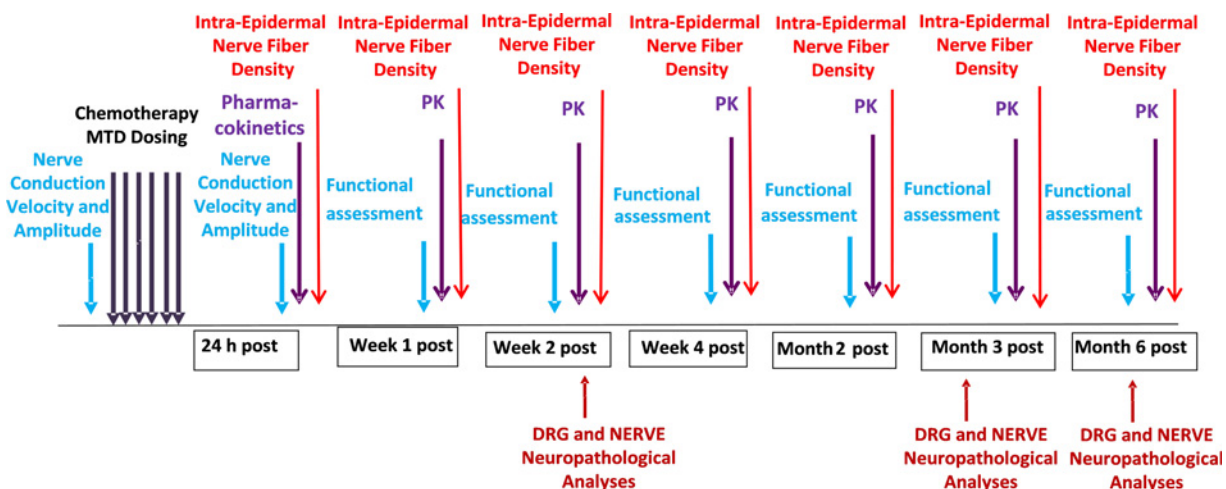 Intra-Epidermal
Nerve Fiber
Density
Intra-Epidermal
Nerve Fiber
Density
Intra-Epidermal
Nerve Fiber
Density
Intra-Epidermal
Nerve Fiber
Density
Intra-Epidermal
Nerve Fiber
Density
Intra-Epidermal
Nerve Fiber
Density
Intra-Epidermal
Nerve Fiber
Density
Chemotherapy
MTD Dosing
Pharma-
cokinetics
PK
PK
PK
PK
PK
PK
Nerve
Conduction
Velocity and
Amplitude
Nerve
Conduction
Velocity and
Amplitude
Functional
assessment
Functional
assessment
Functional
assessment
Functional
assessment
Functional
assessment
Functional
assessment
24 h post
Week 1 post
Week 2 post
Week 4 post
Month 2 post
Month 3 post
Month 6 post
DRG and NERVE
Neuropathological
Analyses
DRG and NERVE
Neuropathological
Analyses
DRG and NERVE
Neuropathological
Analyses